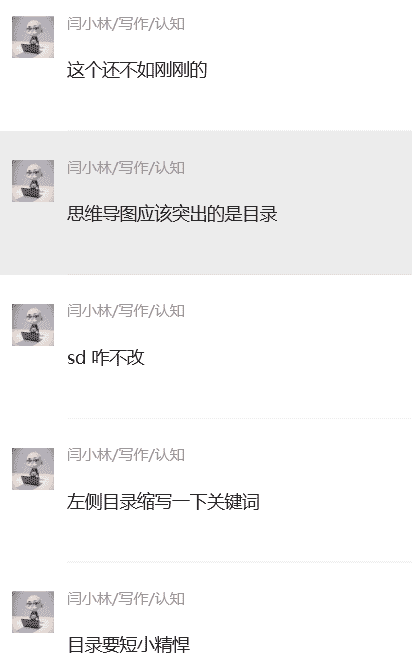 闫小林/写作/认知
这个还不如刚刚的
闫小林/写作/认知
思维导图应该突出的是目录
闫小林/写作/认知
sd 咋不改
闫小林/写作/认知
左侧目录缩写一下关键词
闫小林/写作/认知
目录要短小精悍